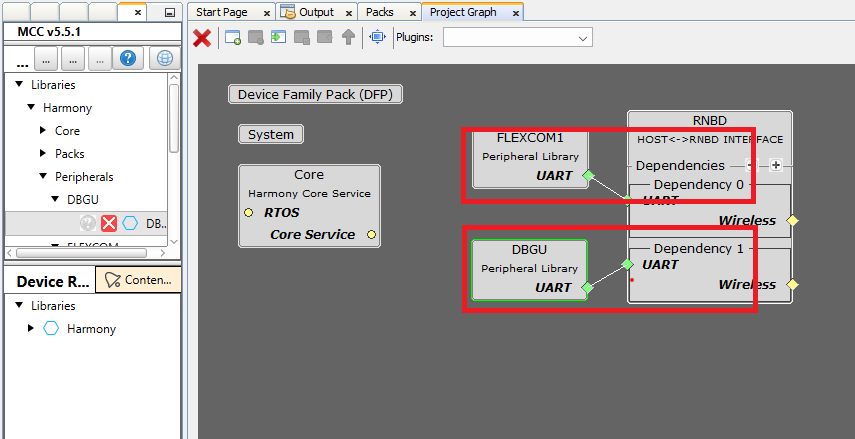 Start Page
Output
Packs
Project Graph
MCC v5.5.1
Plugins:
...
...
...
...
Libraries
Harmony
Core
Packs
Peripherals
DBGU
DB..
FLEXCOM
Device R...
Conten...
Libraries
Harmony
Device Family Pack (DFP)
System
Core
Harmony Core Service
RTOS
Core Service
FLEXCOM1
Peripheral Library
UART
DBGU
Peripheral Library
UART
RNBD
HOST<->RNBD INTERFACE
Dependencies
Dependency 0
UART
Wireless
Dependency 1
UART
Wireless